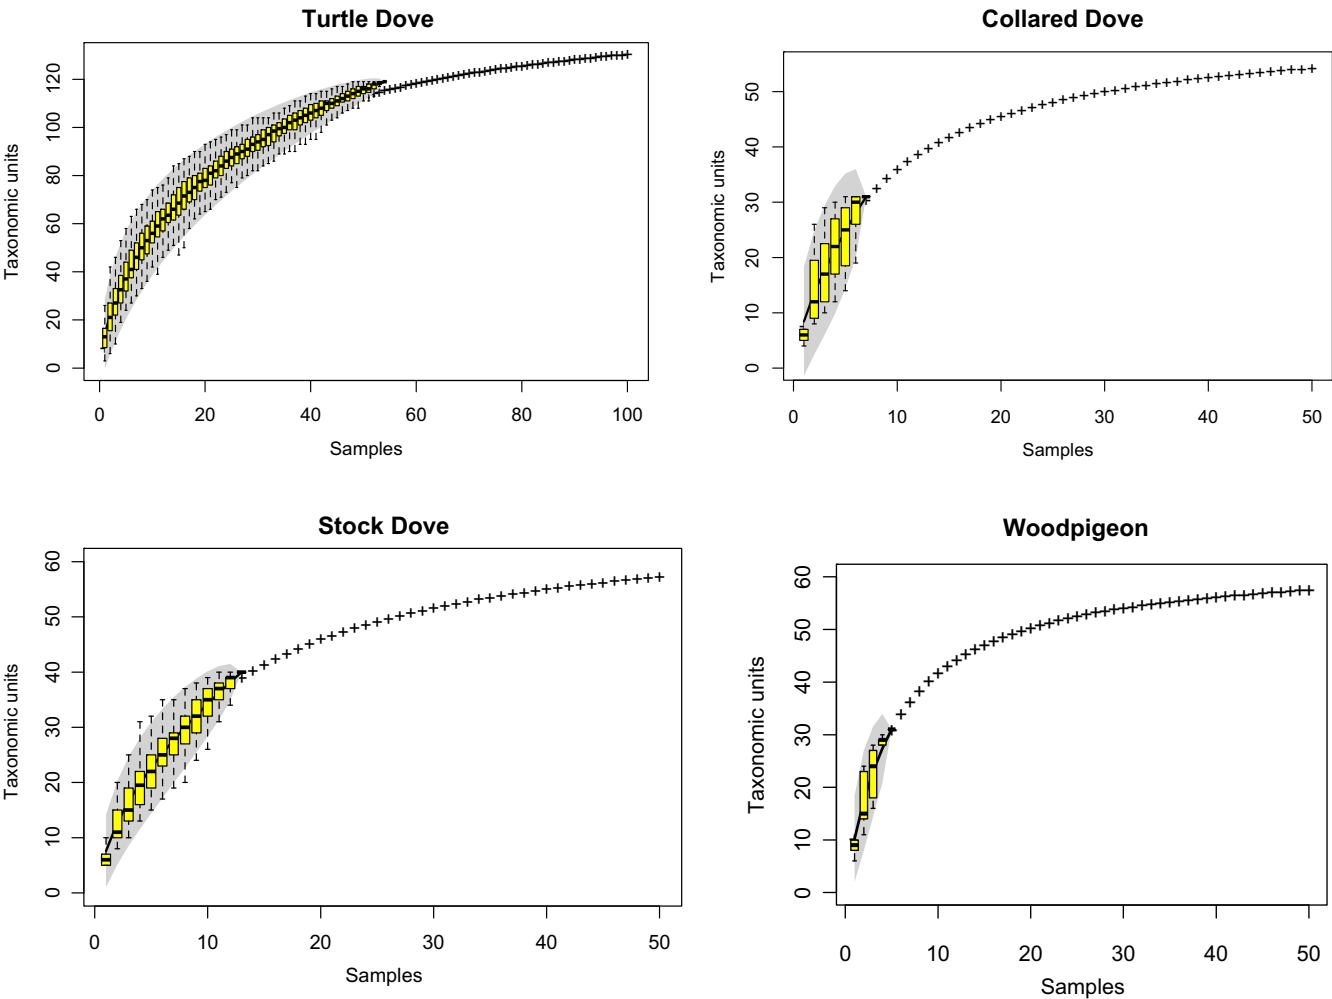 Turtle Dove
Taxonomic units
0 20 40 60 80 100 120
0 20 40 60 80 100
Samples
Collared Dove
Taxonomic units
0 10 20 30 40 50
0 10 20 30 40 50
Samples
Stock Dove
Taxonomic units
0 10 20 30 40 50 60
0 10 20 30 40 50
Samples
Woodpigeon
Taxonomic units
0 10 20 30 40 50 60
0 10 20 30 40 50
Samples